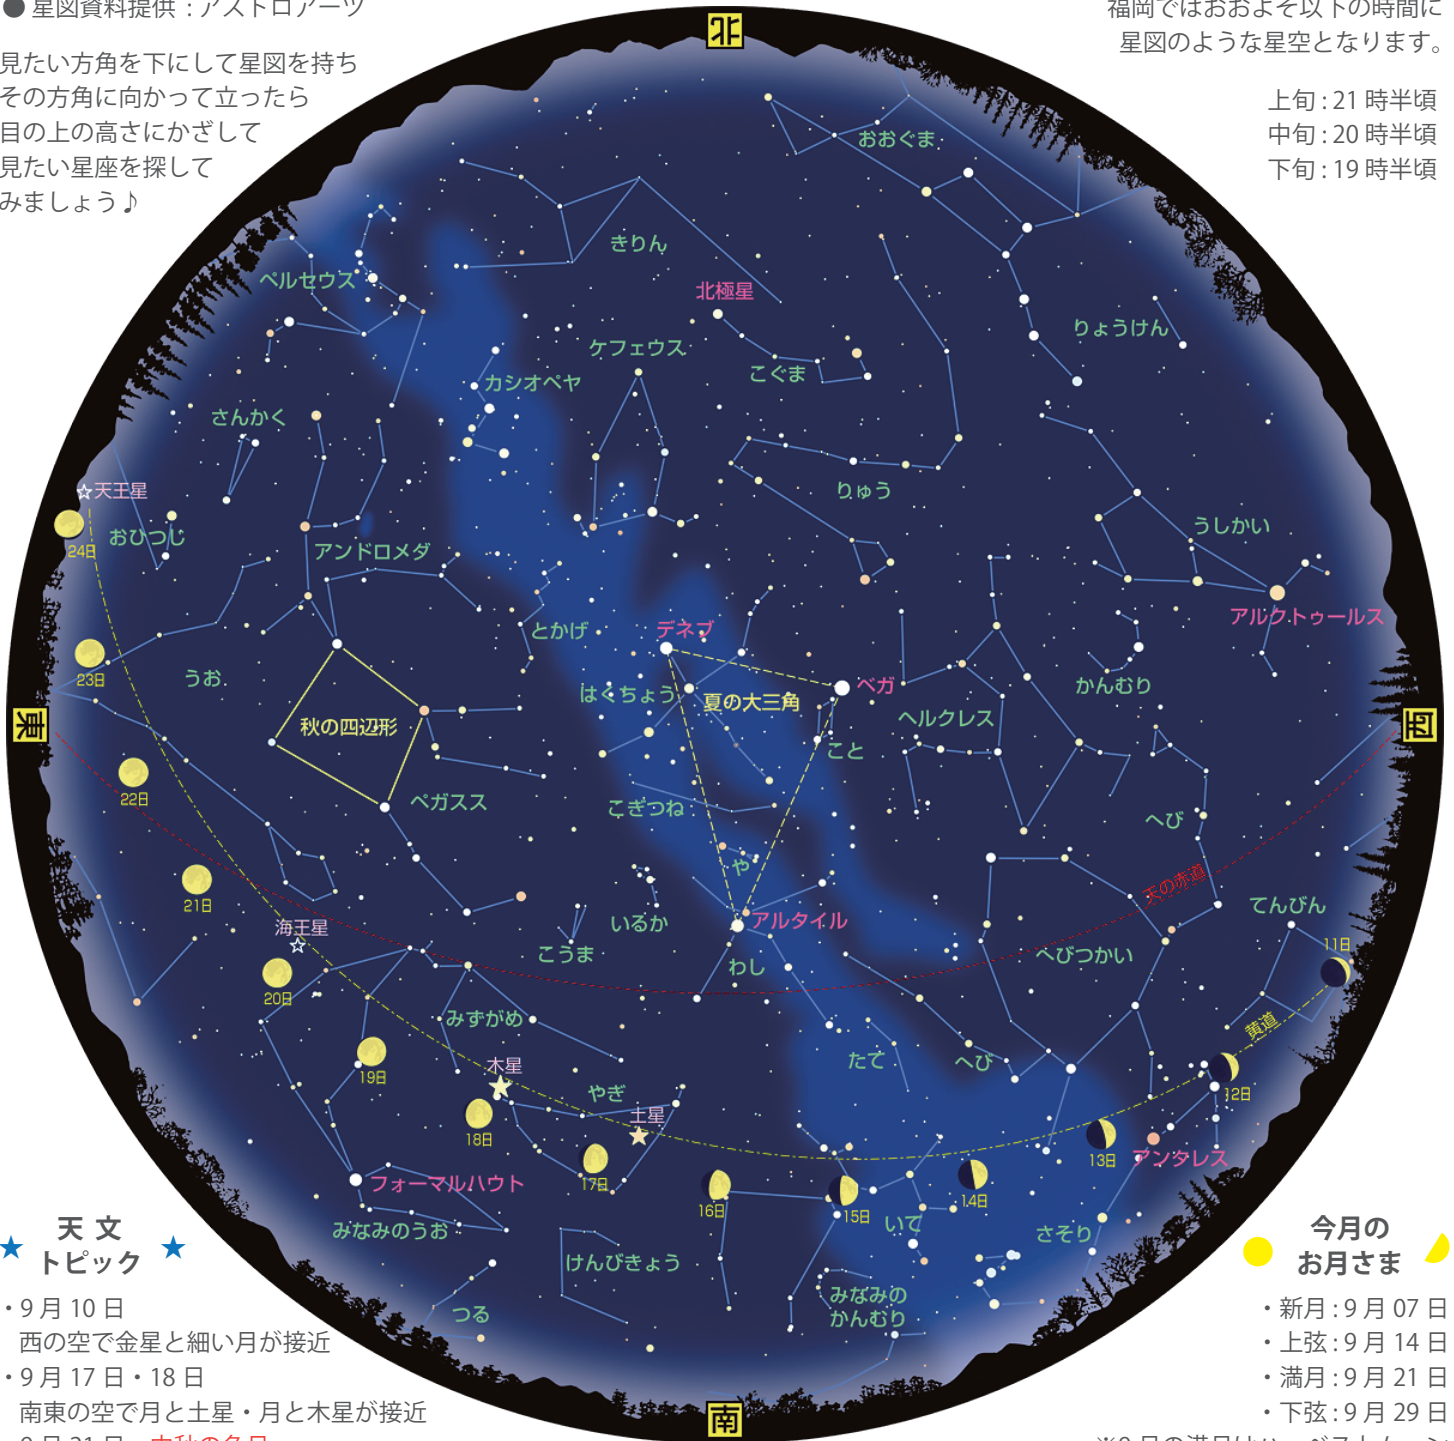 ● 星図資料提供 : アストロアーツ
見たい方角を下にして星図を持ち
その方角に向かって立ったら
目の上の高さにかざして
見たい星座を探して
みましょう♪
福岡ではおおよそ以下の時間に
星図のような星空となります。
上旬 : 21 時半頃
中旬 : 20 時半頃
下旬 : 19 時半頃
北
おおぐま
きりん
ペルセウス
北極星
りょうけん
ケフェウス
こぐま
カシオペヤ
さんかく
りゅう
天王星
24日
おひつじ
アンドロメダ
うしかい
アルクトゥールス
とかげ
デネブ
23日
うお
はくちょう
夏の大三角
ベガ
かんむり
ヘルクレス
東
秋の四辺形
西
こと
22日
ペガスス
こぎつね
へび
や
天の赤道
21日
てんびん
海王星
いるか
アルタイル
11日
こうま
わし
へびつかい
20日
みずがめ
黄道
19日
木星
たて
へび
やぎ
12日
土星
18日
13日
アンタレス
17日
フォーマルハウト
16日
15日
14日
いて
さそり
みなみのうお
けんびきょう
みなみの
かんむり
つる
南
★ 天 文 ★
トピック
・9 月 10 日
西の空で金星と細い月が接近
・9 月 17 日・18 日
南東の空で月と土星・月と木星が接近
今月の
お月さま
・新月 : 9 月 07 日
・上弦 : 9 月 14 日
・満月 : 9 月 21 日
・下弦 : 9 月 29 日